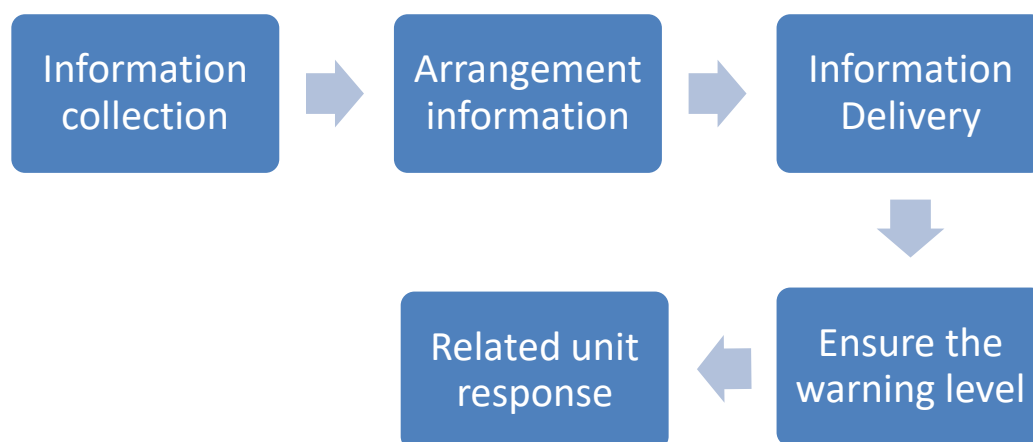 Information
collection
Arrangement
information
Information
Delivery
Ensure the
warning level
Related unit
response